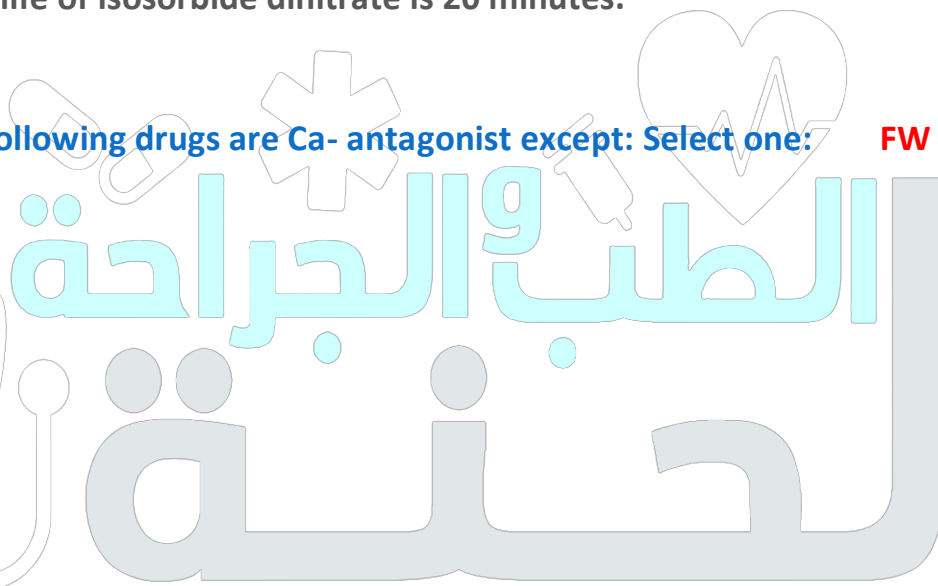 life of isosorbide dinitrate is 20 minutes.
ollowing drugs are Ca- antagonist except: Select one: FW
الطب والجراحة
لجنة